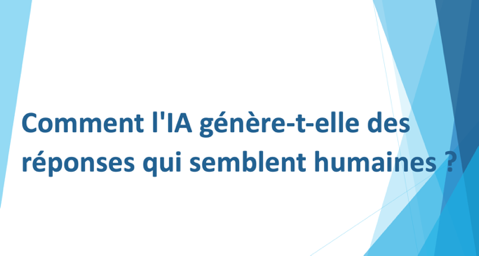 Comment l'IA génère-t-elle des
réponses qui semblent humaines ?